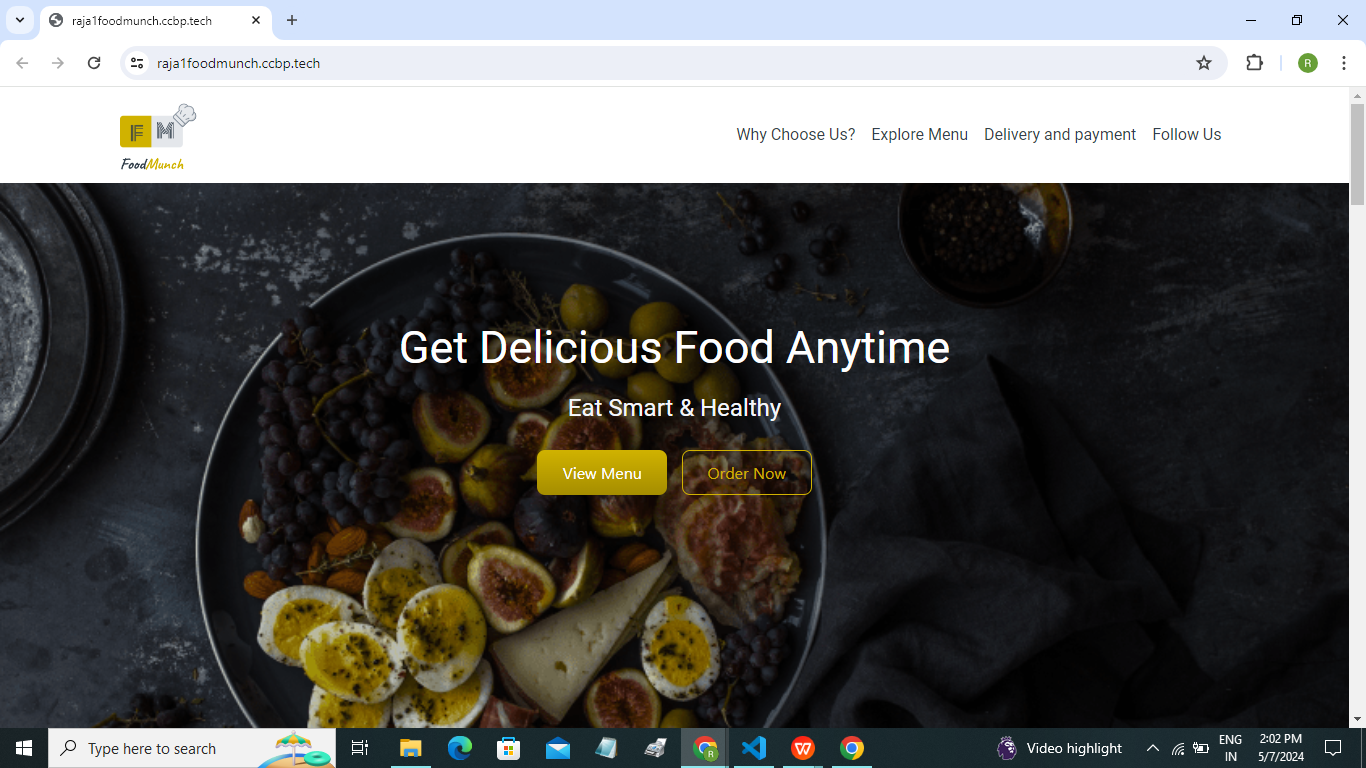 raja1foodmunch.ccbp.tech
raja1foodmunch.ccbp.tech
R
F M
FoodMunch
Why Choose Us? Explore Menu Delivery and payment Follow Us
Get Delicious Food Anytime
Eat Smart & Healthy
View Menu Order Now
Type here to search
R
W
Video highlight
ENG
IN
2:02 PM
5/7/2024